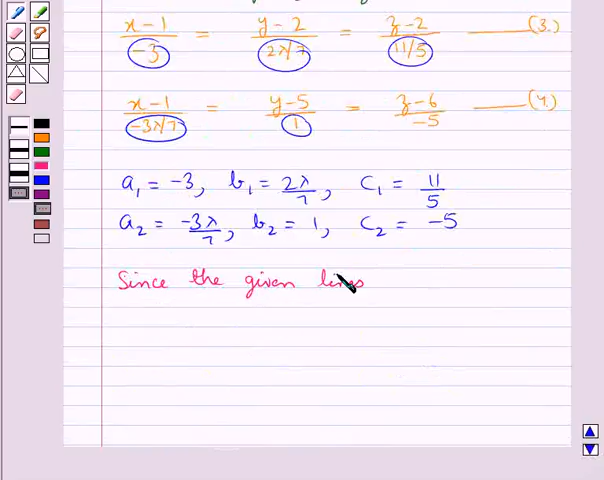 x-1/-3 = y-2/2λ/7 = z-2/11/5 ——(3.)
x-1/-3λ/7 = y-5/1 = z-6/-5 ——(4.)
a₁ = -3, b₁ = 2λ/7, c₁ = 11/5
a₂ = -3λ/7, b₂ = 1, c₂ = -5
Since the given lines